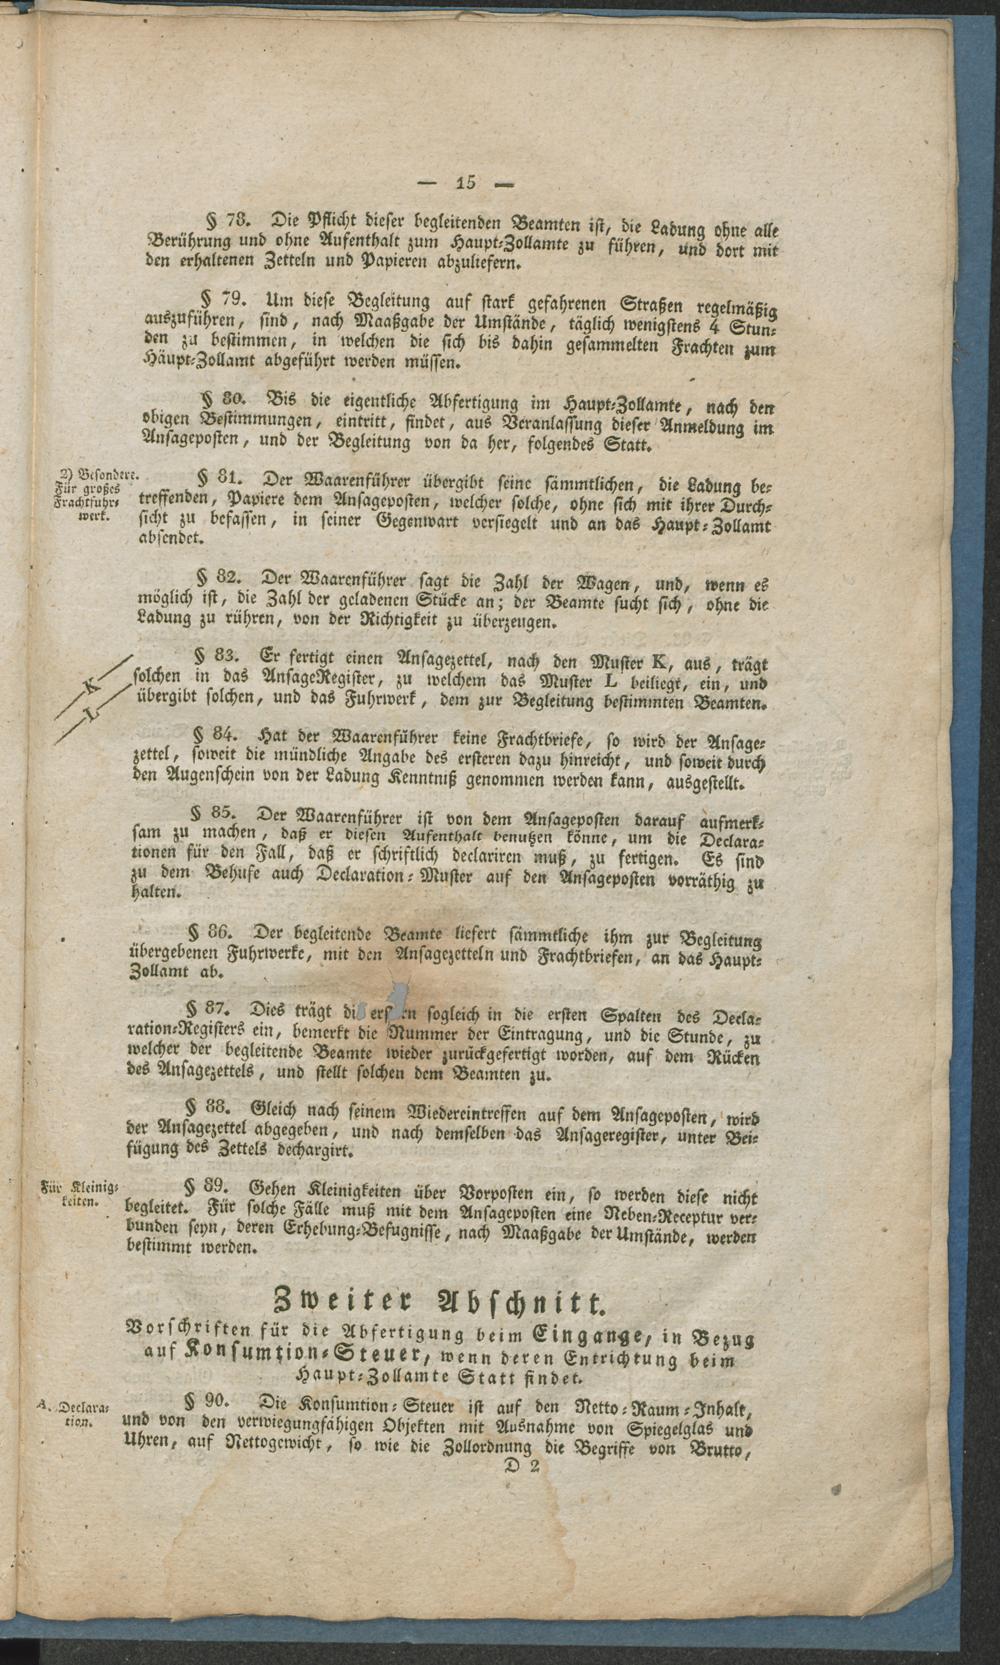 — 15 —
§ 78. Die Pflicht dieser begleitenden Beamten ist, die Ladung ohne alle
Berührung und ohne Aufenthalt zum Haupt-Zollamte zu führen, und dort mit
den erhaltenen Zetteln und Papieren abzuliefern.
§ 79. Um diese Begleitung auf stark gefahrenen Straßen regelmäßig
auszuführen, sind, nach Maaßgabe der Umstände, täglich wenigstens 4 Stun-
den zu bestimmen, in welchen die sich bis dahin gesammelten Frachten zum
Häupt-Zollamt abgeführt werden müssen.
§ 80. Bis die eigentliche Abfertigung im Haupt-Zollamte, nach den
obigen Bestimmungen, eintritt, findet, aus Veranlassung dieser Anmeldung im
Ansageposten, und der Begleitung von da her, folgendes Statt.
2) Besondere.
Für großes
Frachtfuhr-
werk.
§ 81. Der Waarenführer übergibt seine sämmtlichen, die Ladung be-
treffenden, Papiere dem Ansageposten, welcher solche, ohne sich mit ihrer Durch-
sicht zu befassen, in seiner Gegenwart versiegelt und an das Haupt-Zollamt
absendet.
§ 82. Der Waarenführer sagt die Zahl der Wagen, und, wenn es
möglich ist, die Zahl der geladenen Stücke an; der Beamte sucht sich, ohne die
Ladung zu rühren, von der Richtigkeit zu überzeugen.
K
L
§ 83. Er fertigt einen Ansagezettel, nach den Muster K, aus, trägt
solchen in das AnsageRegister, zu welchem das Muster L beiliegt, ein, und
übergibt solchen, und das Fuhrwerk, dem zur Begleitung bestimmten Beamten.
§ 84. Hat der Waarenführer keine Frachtbriefe, so wird der Ansage-
zettel, soweit die mündliche Angabe des ersteren dazu hinreicht, und soweit durch
den Augenschein von der Ladung Kenntniß genommen werden kann, ausgestellt.
§ 85. Der Waarenführer ist von dem Ansageposten darauf aufmerk-
sam zu machen, daß er diesen Aufenthalt benutzen könne, um die Declara-
tionen für den Fall, daß er schriftlich declariren muß, zu fertigen. Es sind
zu dem Behufe auch Declaration-Muster auf den Ansageposten vorräthig zu
halten.
§ 86. Der begleitende Beamte liefert sämmtliche ihm zur Begleitung
übergebenen Fuhrwerke, mit den Ansagezetteln und Frachtbriefen, an das Haupt-
Zollamt ab.
§ 87. Dies trägt di ers n sogleich in die ersten Spalten des Decla-
ration-Registers ein, bemerkt die Nummer der Eintragung, und die Stunde, zu
welcher der begleitende Beamte wieder zurückgefertigt worden, auf dem Rücken
des Ansagezettels, und stellt solchen dem Beamten zu.
§ 88. Gleich nach seinem Wiedereintreffen auf dem Ansageposten, wird
der Ansagezettel abgegeben, und nach demselben das Ansageregister, unter Bei-
fügung des Zettels dechargirt.
Für Kleinig-
keiten.
§ 89. Gehen Kleinigkeiten über Vorposten ein, so werden diese nicht
begleitet. Für solche Fälle muß mit dem Ansageposten eine Neben-Receptur ver-
bunden seyn, deren Erhebung-Befugnisse, nach Maaßgabe der Umstände, werden
bestimmt werden.
Zweiter Abschnitt.
Vorschriften für die Abfertigung beim Eingange, in Bezug
auf Konsumtion-Steuer, wenn deren Entrichtung beim
Haupt-Zollamte Statt findet.
A. Declara-
tion.
§ 90. Die Konsumtion-Steuer ist auf den Netto-Raum-Inhalt,
und von den verwiegungfähigen Objekten mit Ausnahme von Spiegelglas und
Uhren, auf Nettogewicht, so wie die Zollordnung die Begriffe von Brutto,
D 2